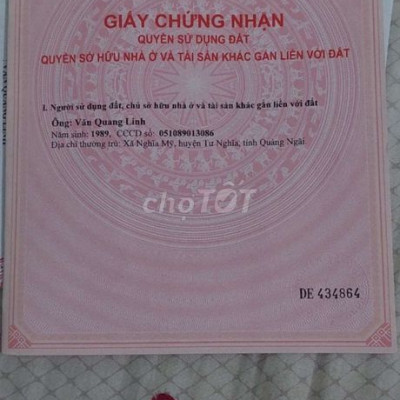 GIẤY CHỨNG NHẬN
QUYỀN SỬ DỤNG ĐẤT
QUYỀN SỞ HỮU NHÀ Ở VÀ TÀI SẢN KHÁC GẮN LIỀN VỚI ĐẤT
I. Người sử dụng đất, chủ sở hữu nhà ở và tài sản khác gắn liền với đất
Ông: Văn Quang Linh
Năm sinh: 1989, CCCD số: 051089013086
Địa chỉ thường trú: Xã Nghĩa Mỹ, huyện Tư Nghĩa, tỉnh Quảng Ngãi
chợTỐT
CREATED WITH CHOTOT
DE 434864